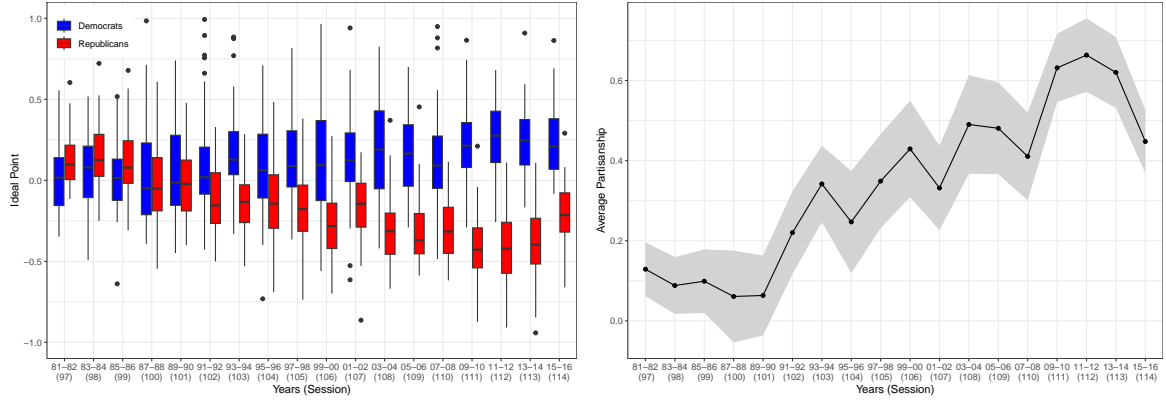 Democrats
Republicans
Ideal Point
1.0
0.5
0.0
−0.5
−1.0
81−82 83−84 85−86 87−88 89−90 91−92 93−94 95−96 97−98 99−00 01−02 03−04 05−06 07−08 09−10 11−12 13−14 15−16
(97) (98) (99) (100) (101) (102) (103) (104) (105) (106) (107) (108) (109) (110) (111) (112) (113) (114)
Years (Session)
Average Partisanship
0.6
0.4
0.2
0.0
81−82 83−84 85−86 87−88 89−90 91−92 93−94 95−96 97−98 99−00 01−02 03−04 05−06 07−08 09−10 11−12 13−14 15−16
(97) (98) (99) (100) (101) (102) (103) (104) (105) (106) (107) (108) (109) (110) (111) (112) (113) (114)
Years (Session)